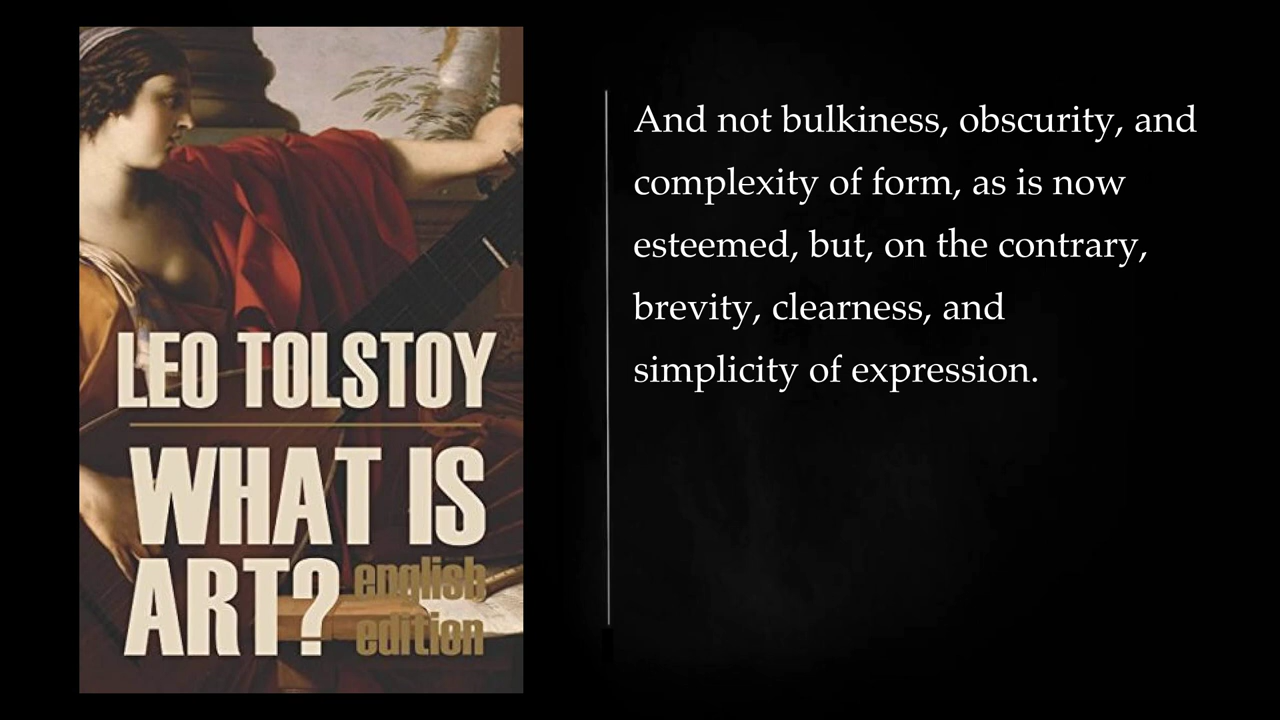 LEO TOLSTOY
WHAT IS
ART? english
edition
And not bulkiness, obscurity, and
complexity of form, as is now
esteemed, but, on the contrary,
brevity, clearness, and
simplicity of expression.